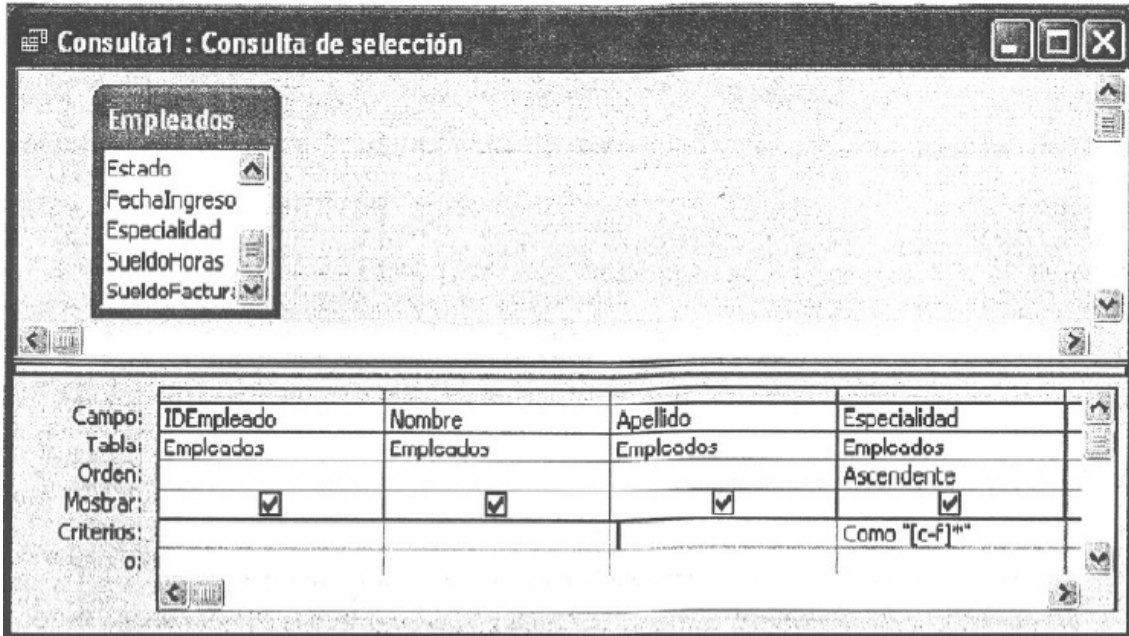 Consulta1 : Consulta de selección
Empleados
Estado
FechaIngreso
Especialidad
SueldoHoras
SueldoFactura
Campo: IDEmpleado Nombre Apellido Especialidad
Tabla: Empleados Empleados Empleados Empleados
Orden: Ascendente
Mostrar:
Criterios: Como "[c-f]*"
o: